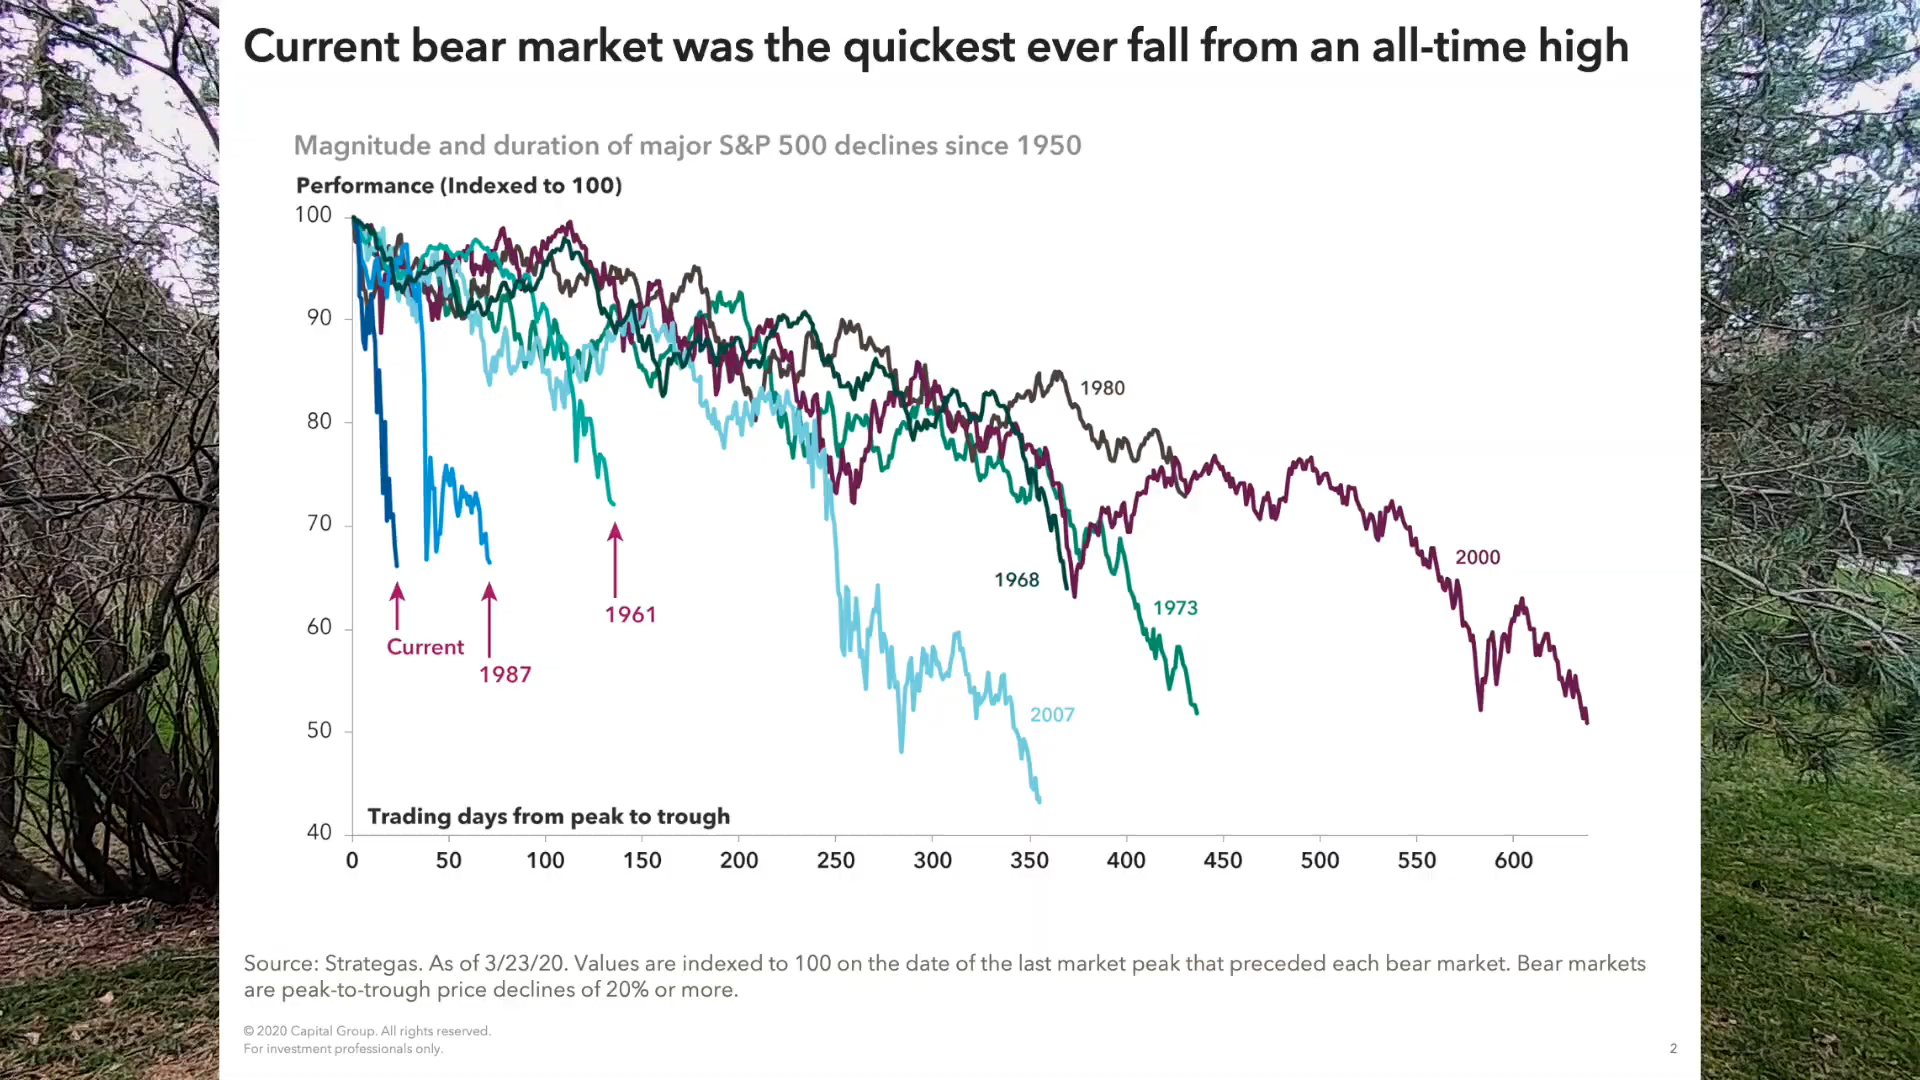 Current bear market was the quickest ever fall from an all-time high
Magnitude and duration of major S&P 500 declines since 1950
Performance (Indexed to 100)
100
90
80
70
60
50
40
1980
2000
1968
1973
1961
Current
1987
2007
Trading days from peak to trough
0 50 100 150 200 250 300 350 400 450 500 550 600
Source: Strategas. As of 3/23/20. Values are indexed to 100 on the date of the last market peak that preceded each bear market. Bear markets
are peak-to-trough price declines of 20% or more.
© 2020 Capital Group. All rights reserved.
For investment professionals only.
2